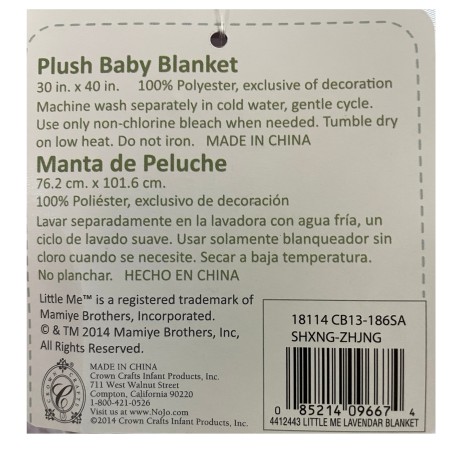 Plush Baby Blanket
30 in. x 40 in. 100% Polyester, exclusive of decoration
Machine wash separately in cold water, gentle cycle.
Use only non-chlorine bleach when needed. Tumble dry
on low heat. Do not iron. MADE IN CHINA
Manta de Peluche
76.2 cm. x 101.6 cm.
100% Poliéster, exclusivo de decoración
Lavar separadamente en la lavadora con agua fría, un
ciclo de lavado suave. Usar solamente blanqueador sin
cloro cuando se necesite. Secar a baja temperatura.
No planchar. HECHO EN CHINA
Little Me™ is a registered trademark of
Mamiye Brothers, Incorporated.
© & TM 2014 Mamiye Brothers, Inc,
All Rights Reserved.
CROWN CRAFTS
C
MADE IN CHINA
Crown Crafts Infant Products, Inc.
711 West Walnut Street
Compton, California 90220
1-800-421-0526
Visit us at www.NoJo.com
©2014 Crown Crafts Infant Products, Inc.
18114 CB13-186SA
SHXNG-ZHJNG
0 85214 09667 4
4412443 LITTLE ME LAVENDAR BLANKET